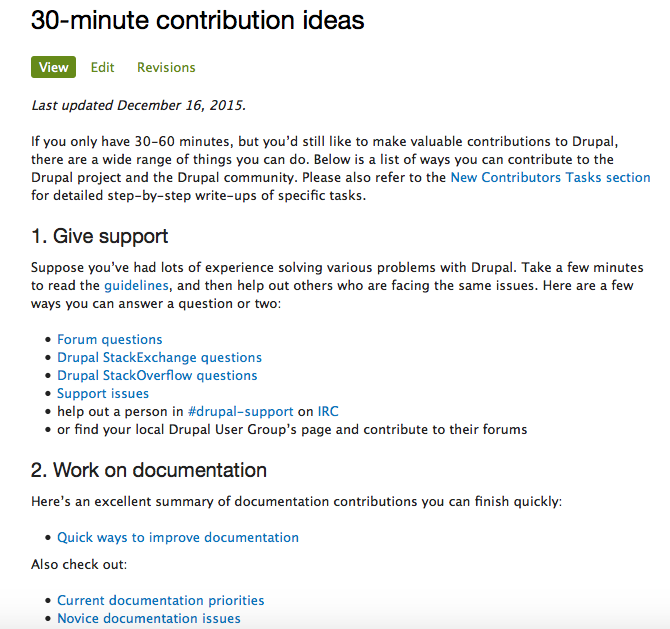 30-minute contribution ideas
View Edit Revisions
Last updated December 16, 2015.
If you only have 30-60 minutes, but you’d still like to make valuable contributions to Drupal,
there are a wide range of things you can do. Below is a list of ways you can contribute to the
Drupal project and the Drupal community. Please also refer to the New Contributors Tasks section
for detailed step-by-step write-ups of specific tasks.
1. Give support
Suppose you’ve had lots of experience solving various problems with Drupal. Take a few minutes
to read the guidelines, and then help out others who are facing the same issues. Here are a few
ways you can answer a question or two:
• Forum questions
• Drupal StackExchange questions
• Drupal StackOverflow questions
• Support issues
• help out a person in #drupal-support on IRC
• or find your local Drupal User Group’s page and contribute to their forums
2. Work on documentation
Here’s an excellent summary of documentation contributions you can finish quickly:
• Quick ways to improve documentation
Also check out:
• Current documentation priorities
• Novice documentation issues